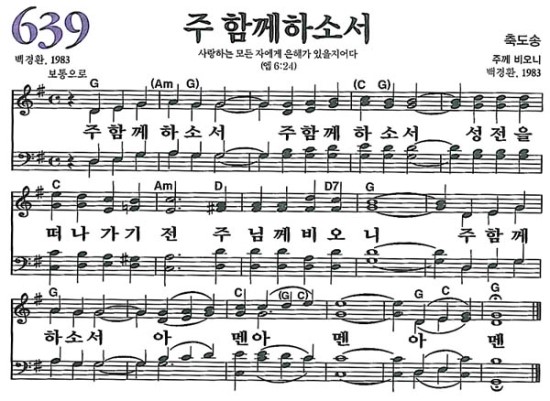 639
주 함께하소서
사랑하는 모든 자에게 은혜가 있을지어다
(엡 6:24)
축도송
백경환, 1983
보통으로
주께 비오니
백경환, 1983
G (Am) G (C G) G
주함께 하소서 주함께 하소서 성전을
C Am D D7 G
떠나가기 전 주님께비오니 주함께
G C G C (G C) G C G
하소서 아 멘아 멘 아 멘